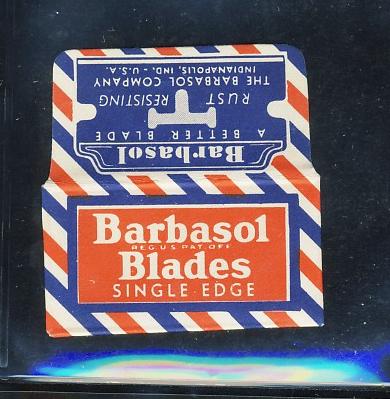 Barbasol
A BETTER BLADE
RUST RESISTING
THE BARBASOL COMPANY
INDIANAPOLIS, IND. - U.S.A.
Barbasol
REG. U.S. PAT. OFF.
Blades
SINGLE-EDGE